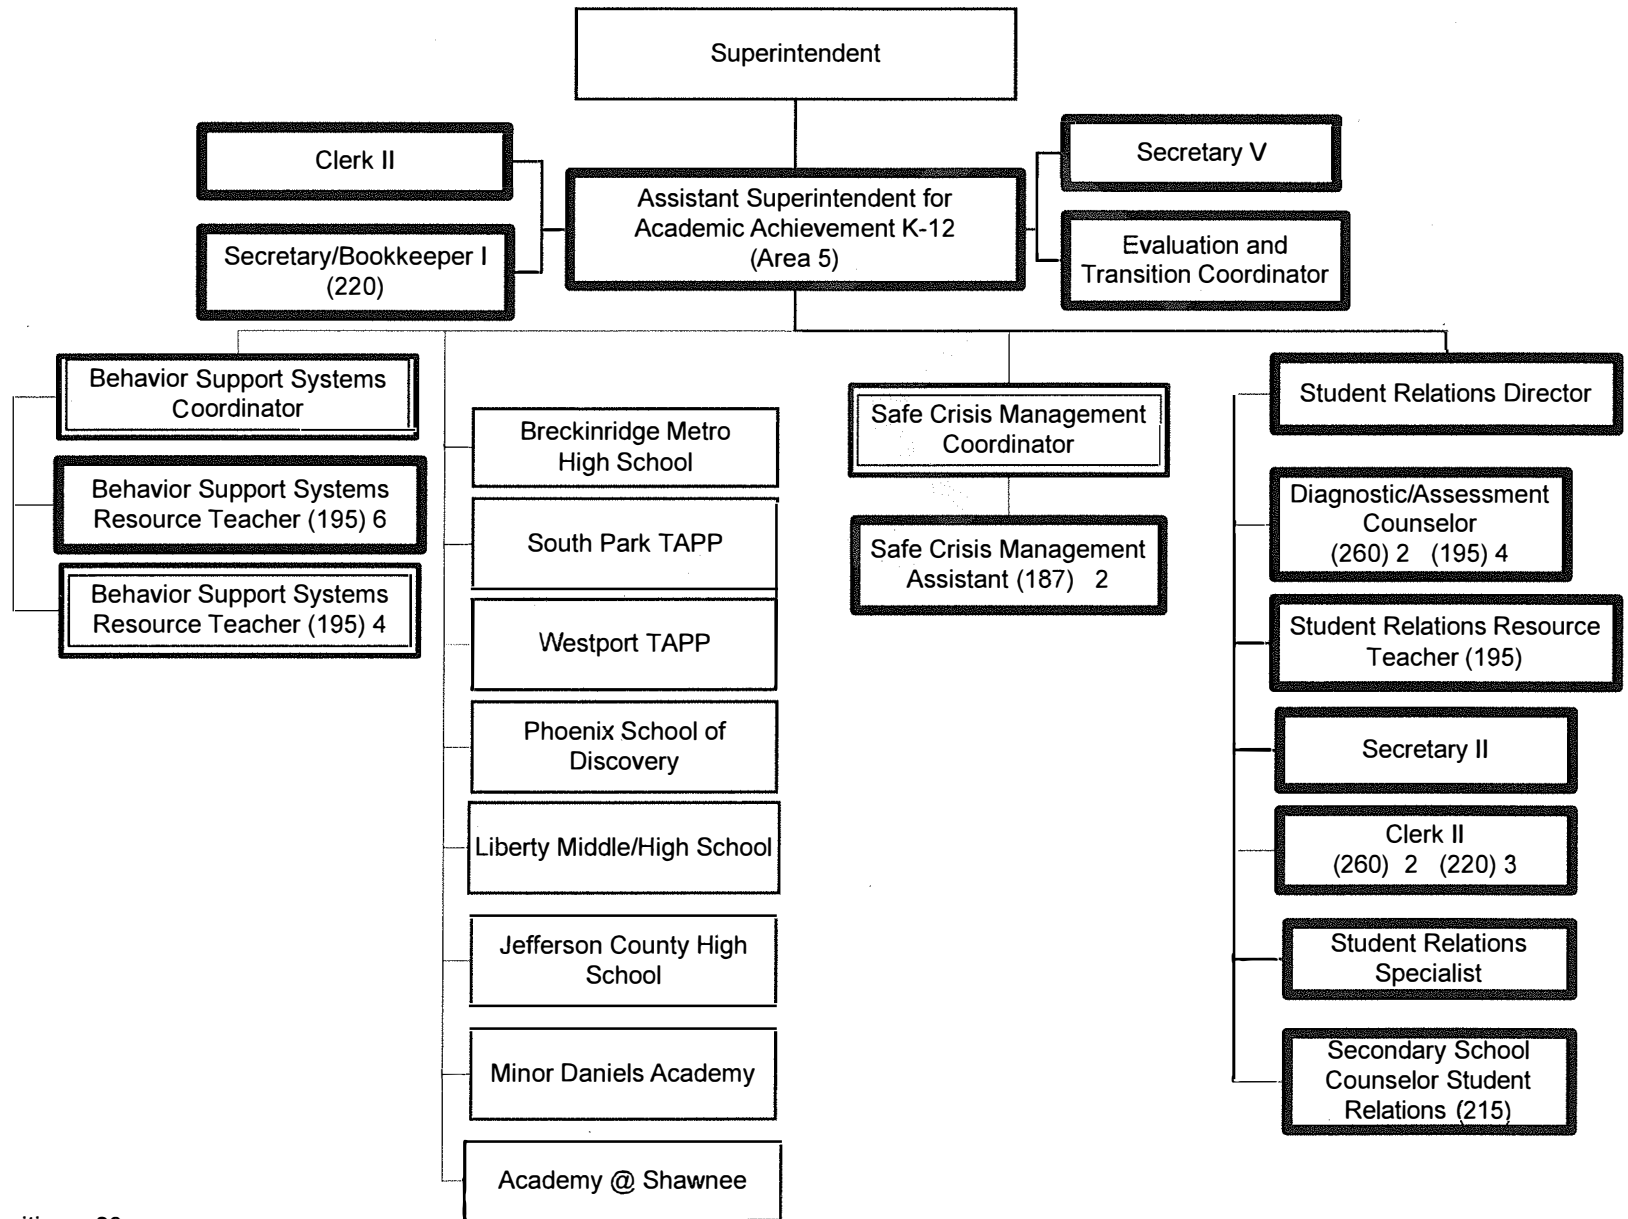 Superintendent
Clerk II
Secretary V
Assistant Superintendent for
Academic Achievement K-12
(Area 5)
Secretary/Bookkeeper I
(220)
Evaluation and
Transition Coordinator
Behavior Support Systems
Coordinator
Behavior Support Systems
Resource Teacher (195) 6
Behavior Support Systems
Resource Teacher (195) 4
Breckinridge Metro
High School
South Park TAPP
Westport TAPP
Phoenix School of
Discovery
Liberty Middle/High School
Jefferson County High
School
Minor Daniels Academy
Academy @ Shawnee
Safe Crisis Management
Coordinator
Safe Crisis Management
Assistant (187) 2
Student Relations Director
Diagnostic/Assessment
Counselor
(260) 2 (195) 4
Student Relations Resource
Teacher (195)
Secretary II
Clerk II
(260) 2 (220) 3
Student Relations
Specialist
Secondary School
Counselor Student
Relations (215)